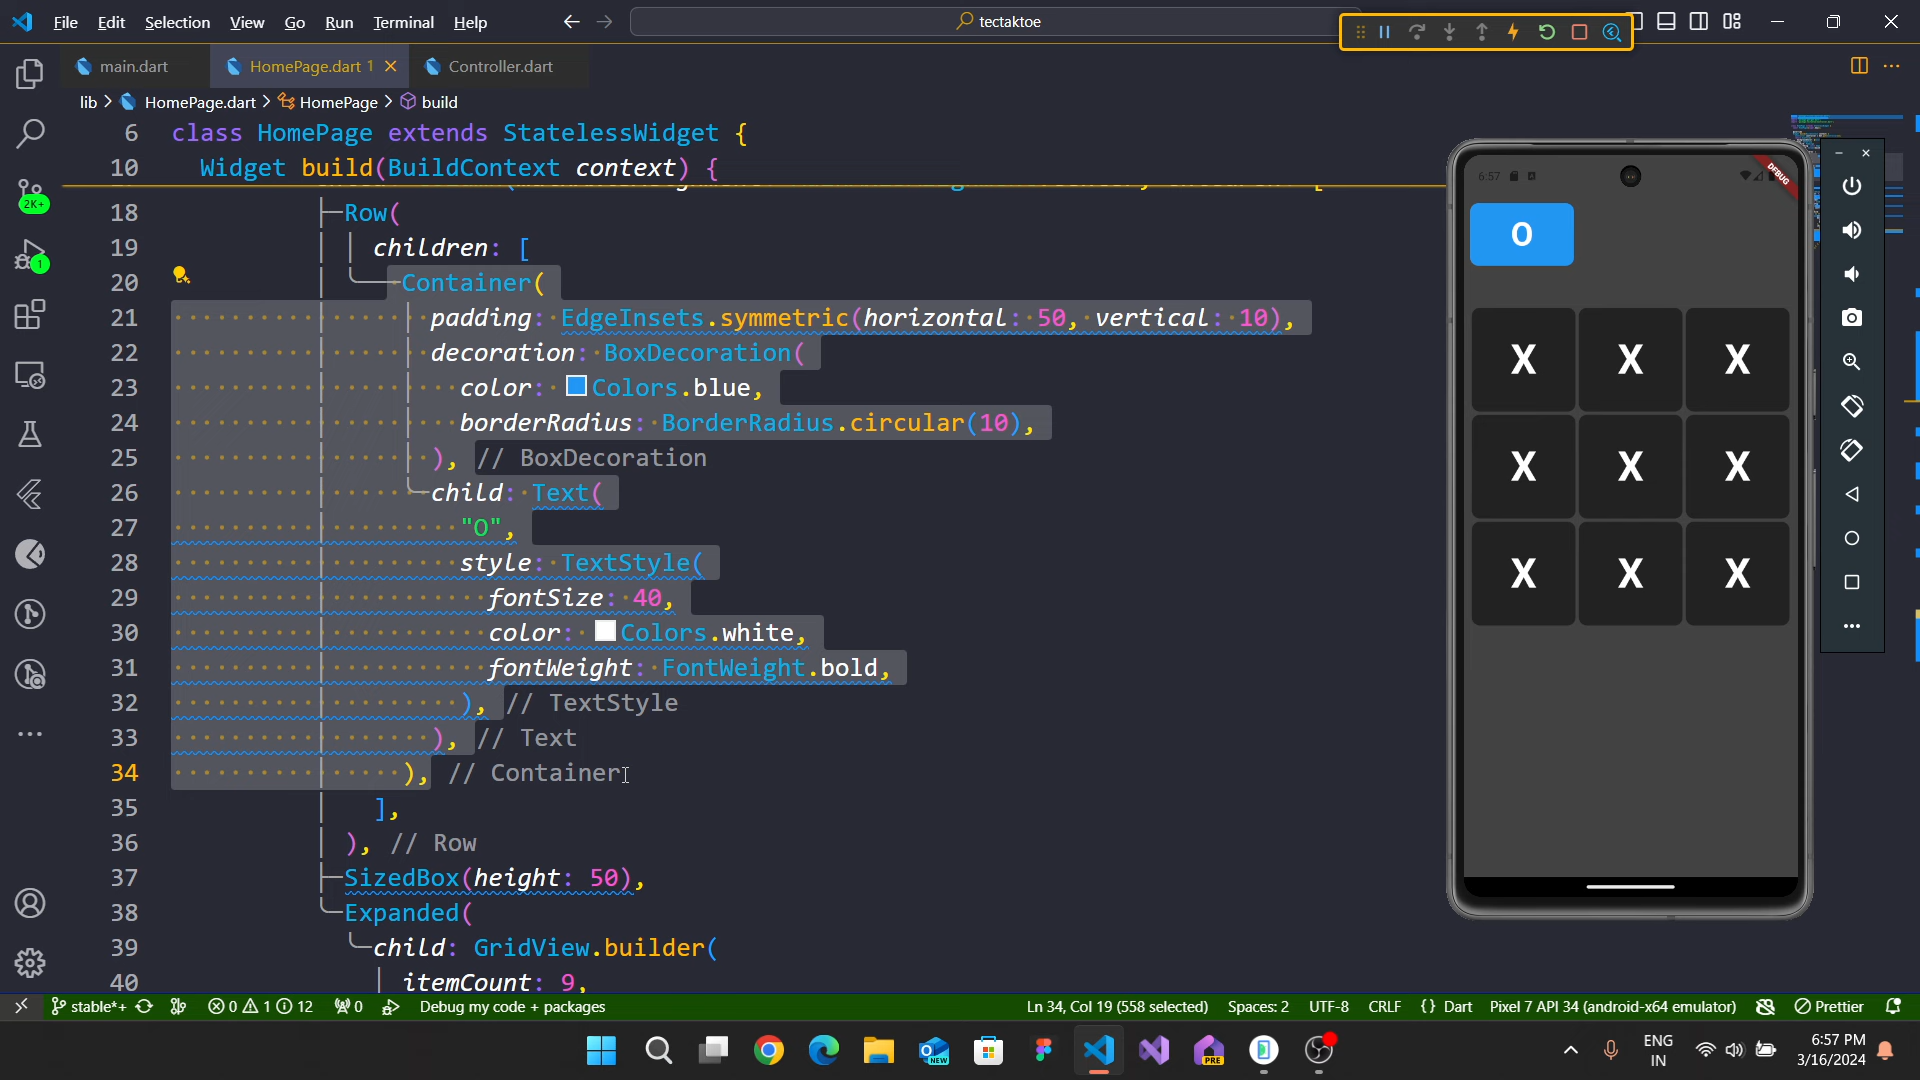 File Edit Selection View Go Run Terminal Help tectaktoe
main.dart HomePage.dart 1 Controller.dart
lib HomePage.dart HomePage build
6 class HomePage extends StatelessWidget {
10 Widget build(BuildContext context) {
18 Row(
19 children: [
20 Container(
21 padding: EdgeInsets.symmetric(horizontal: 50, vertical: 10),
22 decoration: BoxDecoration(
23 color: Colors.blue,
24 borderRadius: BorderRadius.circular(10),
25 ), // BoxDecoration
26 child: Text(
27 "O",
28 style: TextStyle(
29 fontSize: 40,
30 color: Colors.white,
31 fontWeight: FontWeight.bold,
32 ), // TextStyle
33 ), // Text
34 ), // Container
35 ],
36 ), // Row
37 SizedBox(height: 50),
38 Expanded(
39 child: GridView.builder(
40 itemCount: 9,
2K+
1
6:57
DEBUG
O
X X X
X X X
X X X
stable*+ 0 1 12 0 Debug my code + packages Ln 34, Col 19 (558 selected) Spaces: 2 UTF-8 CRLF {} Dart Pixel 7 API 34 (android-x64 emulator) Prettier
NEW
PRE
ENG
IN
6:57 PM
3/16/2024